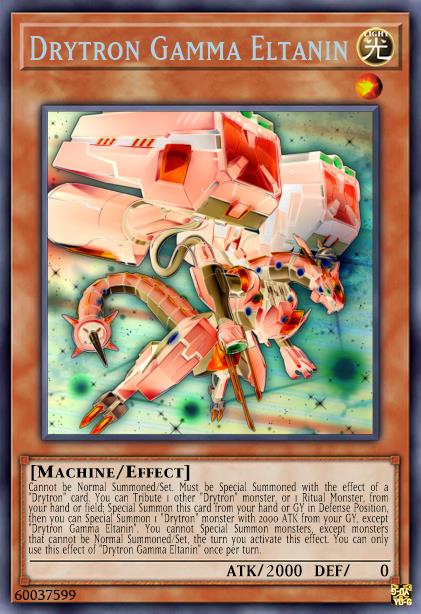 DRYTRON GAMMA ELTANIN
LIGHT
光
[MACHINE/EFFECT]
Cannot be Normal Summoned/Set. Must be Special Summoned with the effect of a
"Drytron" card. You can Tribute 1 other "Drytron" monster, or 1 Ritual Monster, from
your hand or field; Special Summon this card from your hand or GY in Defense Position,
then you can Special Summon 1 "Drytron" monster with 2000 ATK from your GY, except
"Drytron Gamma Eltanin". You cannot Special Summon monsters, except monsters
that cannot be Normal Summoned/Set, the turn you activate this effect. You can only
use this effect of "Drytron Gamma Eltanin" once per turn.
ATK/2000 DEF/ 0
60037599